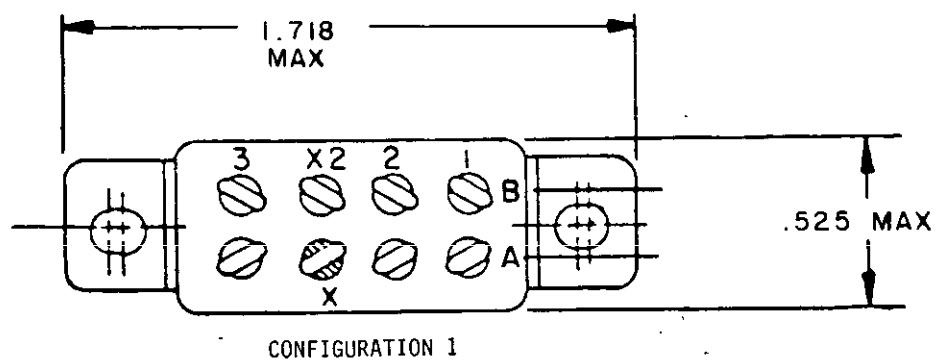 1.718
MAX
3 X2 2 1
B
.525 MAX
A
X
CONFIGURATION 1